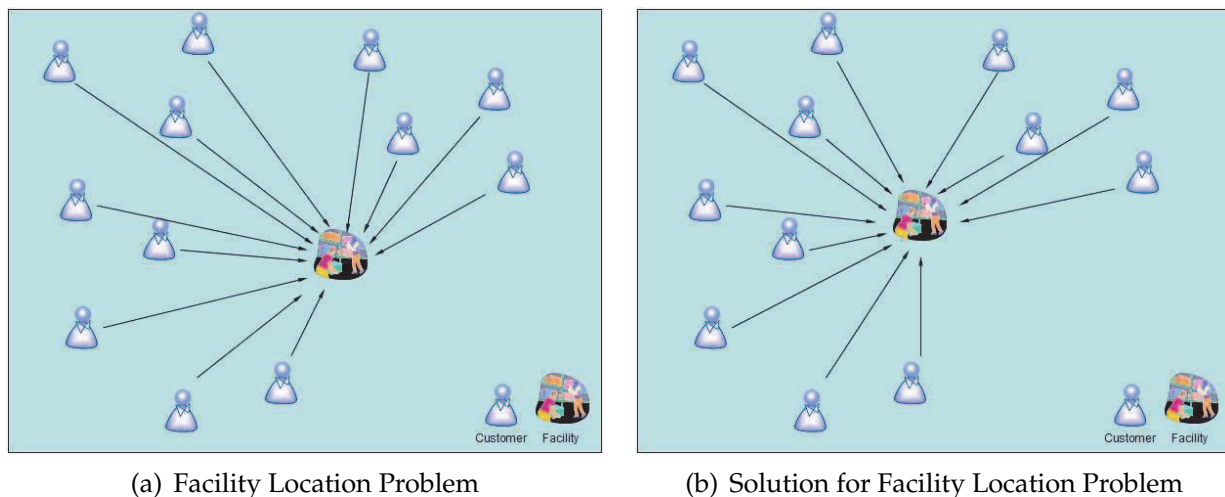 Customer Facility
Customer Facility
(a) Facility Location Problem
(b) Solution for Facility Location Problem